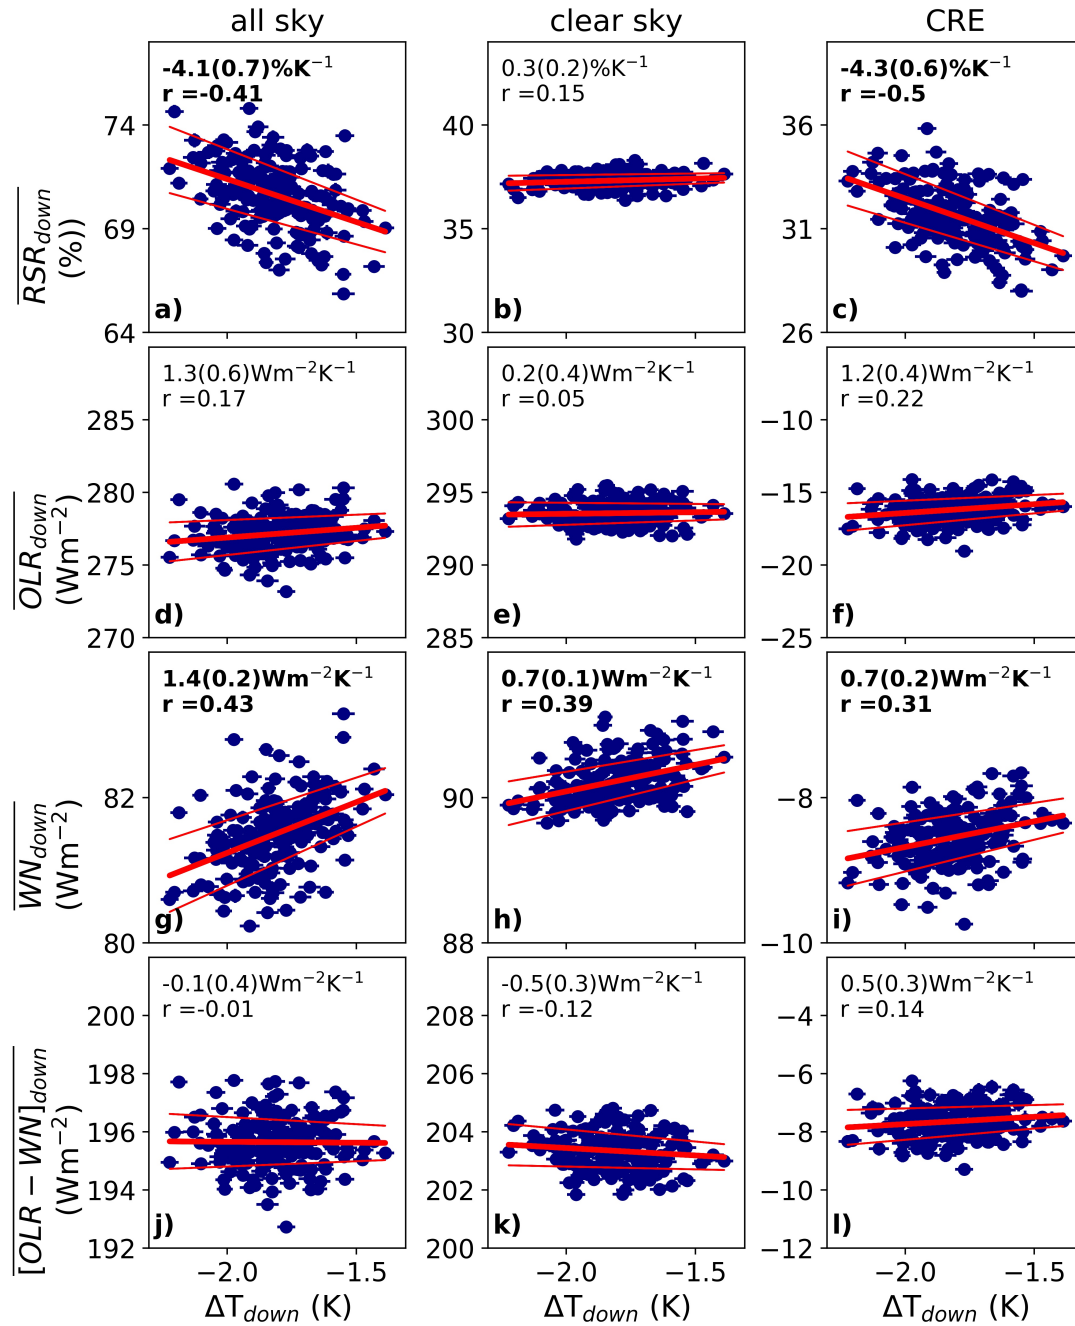 all sky
clear sky
CRE
-4.1(0.7)%K⁻¹
r =-0.41
0.3(0.2)%K⁻¹
r =0.15
-4.3(0.6)%K⁻¹
r =-0.5
RSR_down
(%))
74
69
64
40
35
30
36
31
26
a)
b)
c)
1.3(0.6)Wm⁻²K⁻¹
r =0.17
0.2(0.4)Wm⁻²K⁻¹
r =0.05
1.2(0.4)Wm⁻²K⁻¹
r =0.22
OLR_down
(Wm⁻²)
285
280
275
270
300
295
290
285
−10
−15
−20
−25
d)
e)
f)
1.4(0.2)Wm⁻²K⁻¹
r =0.43
0.7(0.1)Wm⁻²K⁻¹
r =0.39
0.7(0.2)Wm⁻²K⁻¹
r =0.31
WN_down
(Wm⁻²)
82
80
90
88
−8
−10
g)
h)
i)
-0.1(0.4)Wm⁻²K⁻¹
r =-0.01
-0.5(0.3)Wm⁻²K⁻¹
r =-0.12
0.5(0.3)Wm⁻²K⁻¹
r =0.14
[OLR − WN]_down
(Wm⁻²)
200
198
196
194
192
208
206
204
202
200
−4
−6
−8
−10
−12
j)
k)
l)
−2.0 −1.5
−2.0 −1.5
−2.0 −1.5
ΔT_down (K)
ΔT_down (K)
ΔT_down (K)